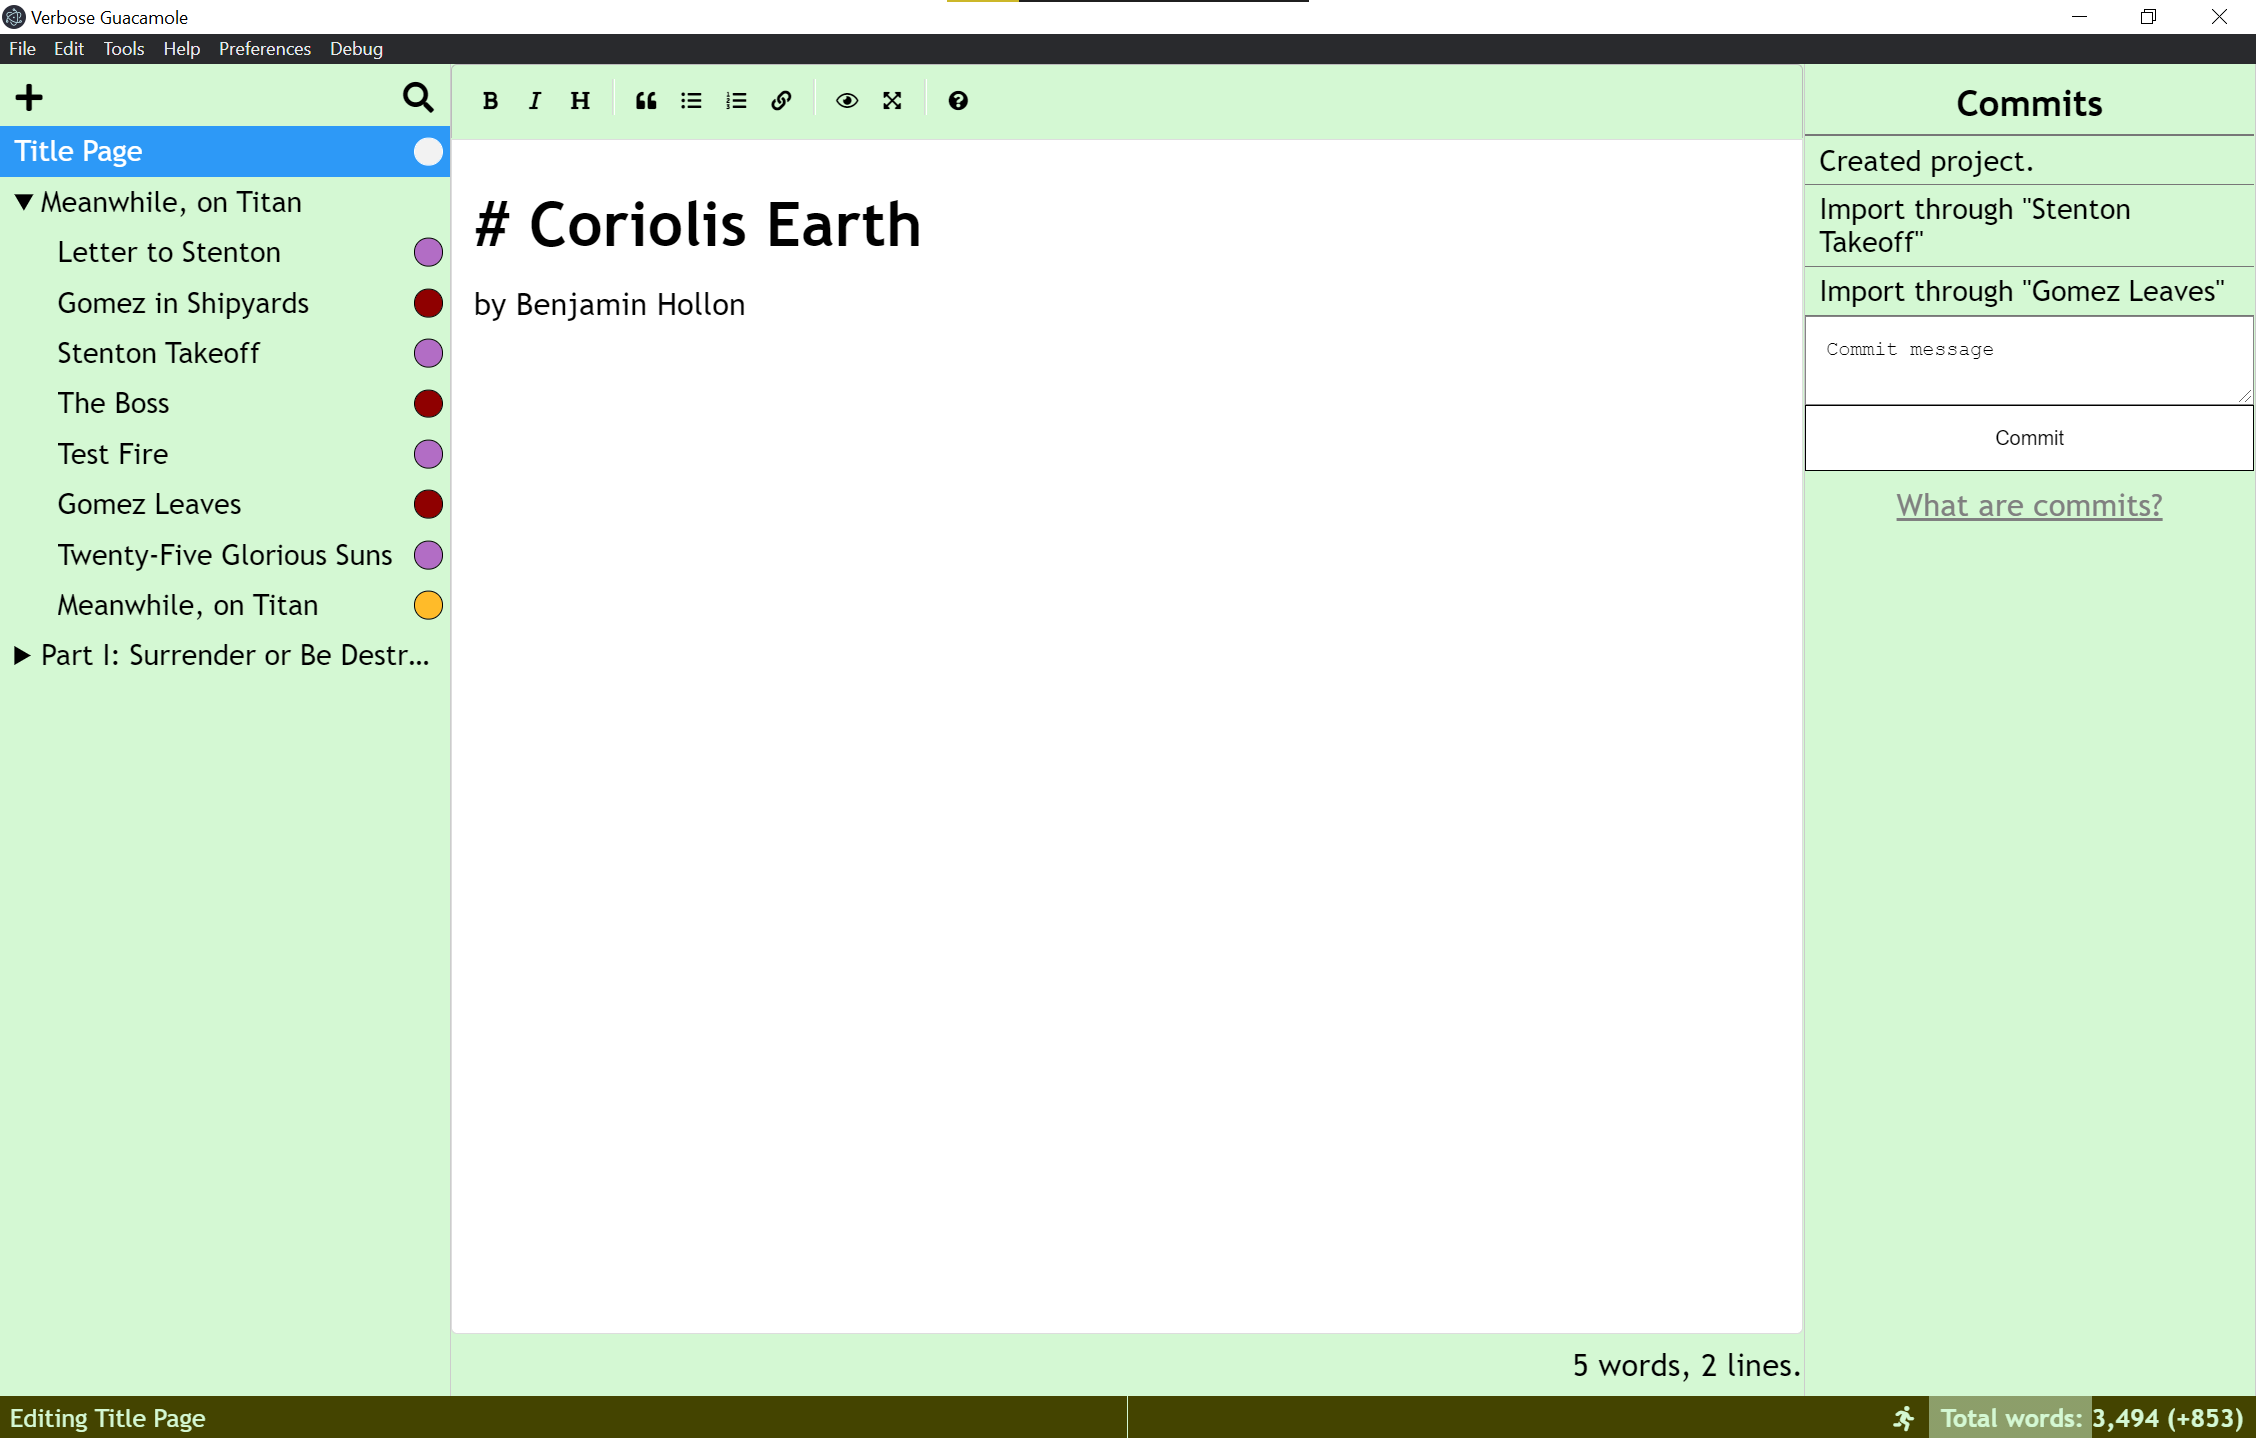 Verbose Guacamole
File Edit Tools Help Preferences Debug
Title Page
Meanwhile, on Titan
Letter to Stenton
Gomez in Shipyards
Stenton Takeoff
The Boss
Test Fire
Gomez Leaves
Twenty-Five Glorious Suns
Meanwhile, on Titan
Part I: Surrender or Be Destr...
B I H
# Coriolis Earth
by Benjamin Hollon
5 words, 2 lines.
Commits
Created project.
Import through "Stenton
Takeoff"
Import through "Gomez Leaves"
Commit message
Commit
What are commits?
Editing Title Page
Total words: 3,494 (+853)